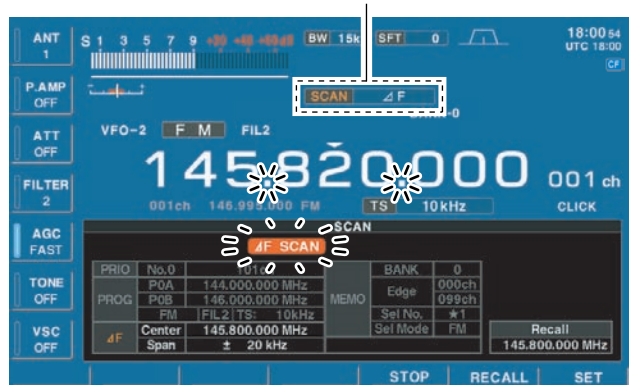 ANT 1 S 1 3 5 7 9 +20 +40 +60dB BW 15k SFT 0 18:00 54
UTC 18:00
CF
P.AMP OFF SCAN ⊿F
VFO-2 FM FIL2
ATT OFF
145.820.000 001 ch
FILTER 2 001ch 146.995.000 FM TS 10kHz CLICK
AGC FAST SCAN
⊿F SCAN
PRIO No.0 BANK 0
TONE OFF PROG P0A 144.000.000 MHz MEMO Edge 000ch
P0B 146.000.000 MHz 099ch
FM FIL2 TS: 10kHz Sel No. ★1
VSC OFF ⊿F Center 145.800.000 MHz Sel Mode FM Recall
Span ± 20 kHz 145.800.000 MHz
STOP RECALL SET